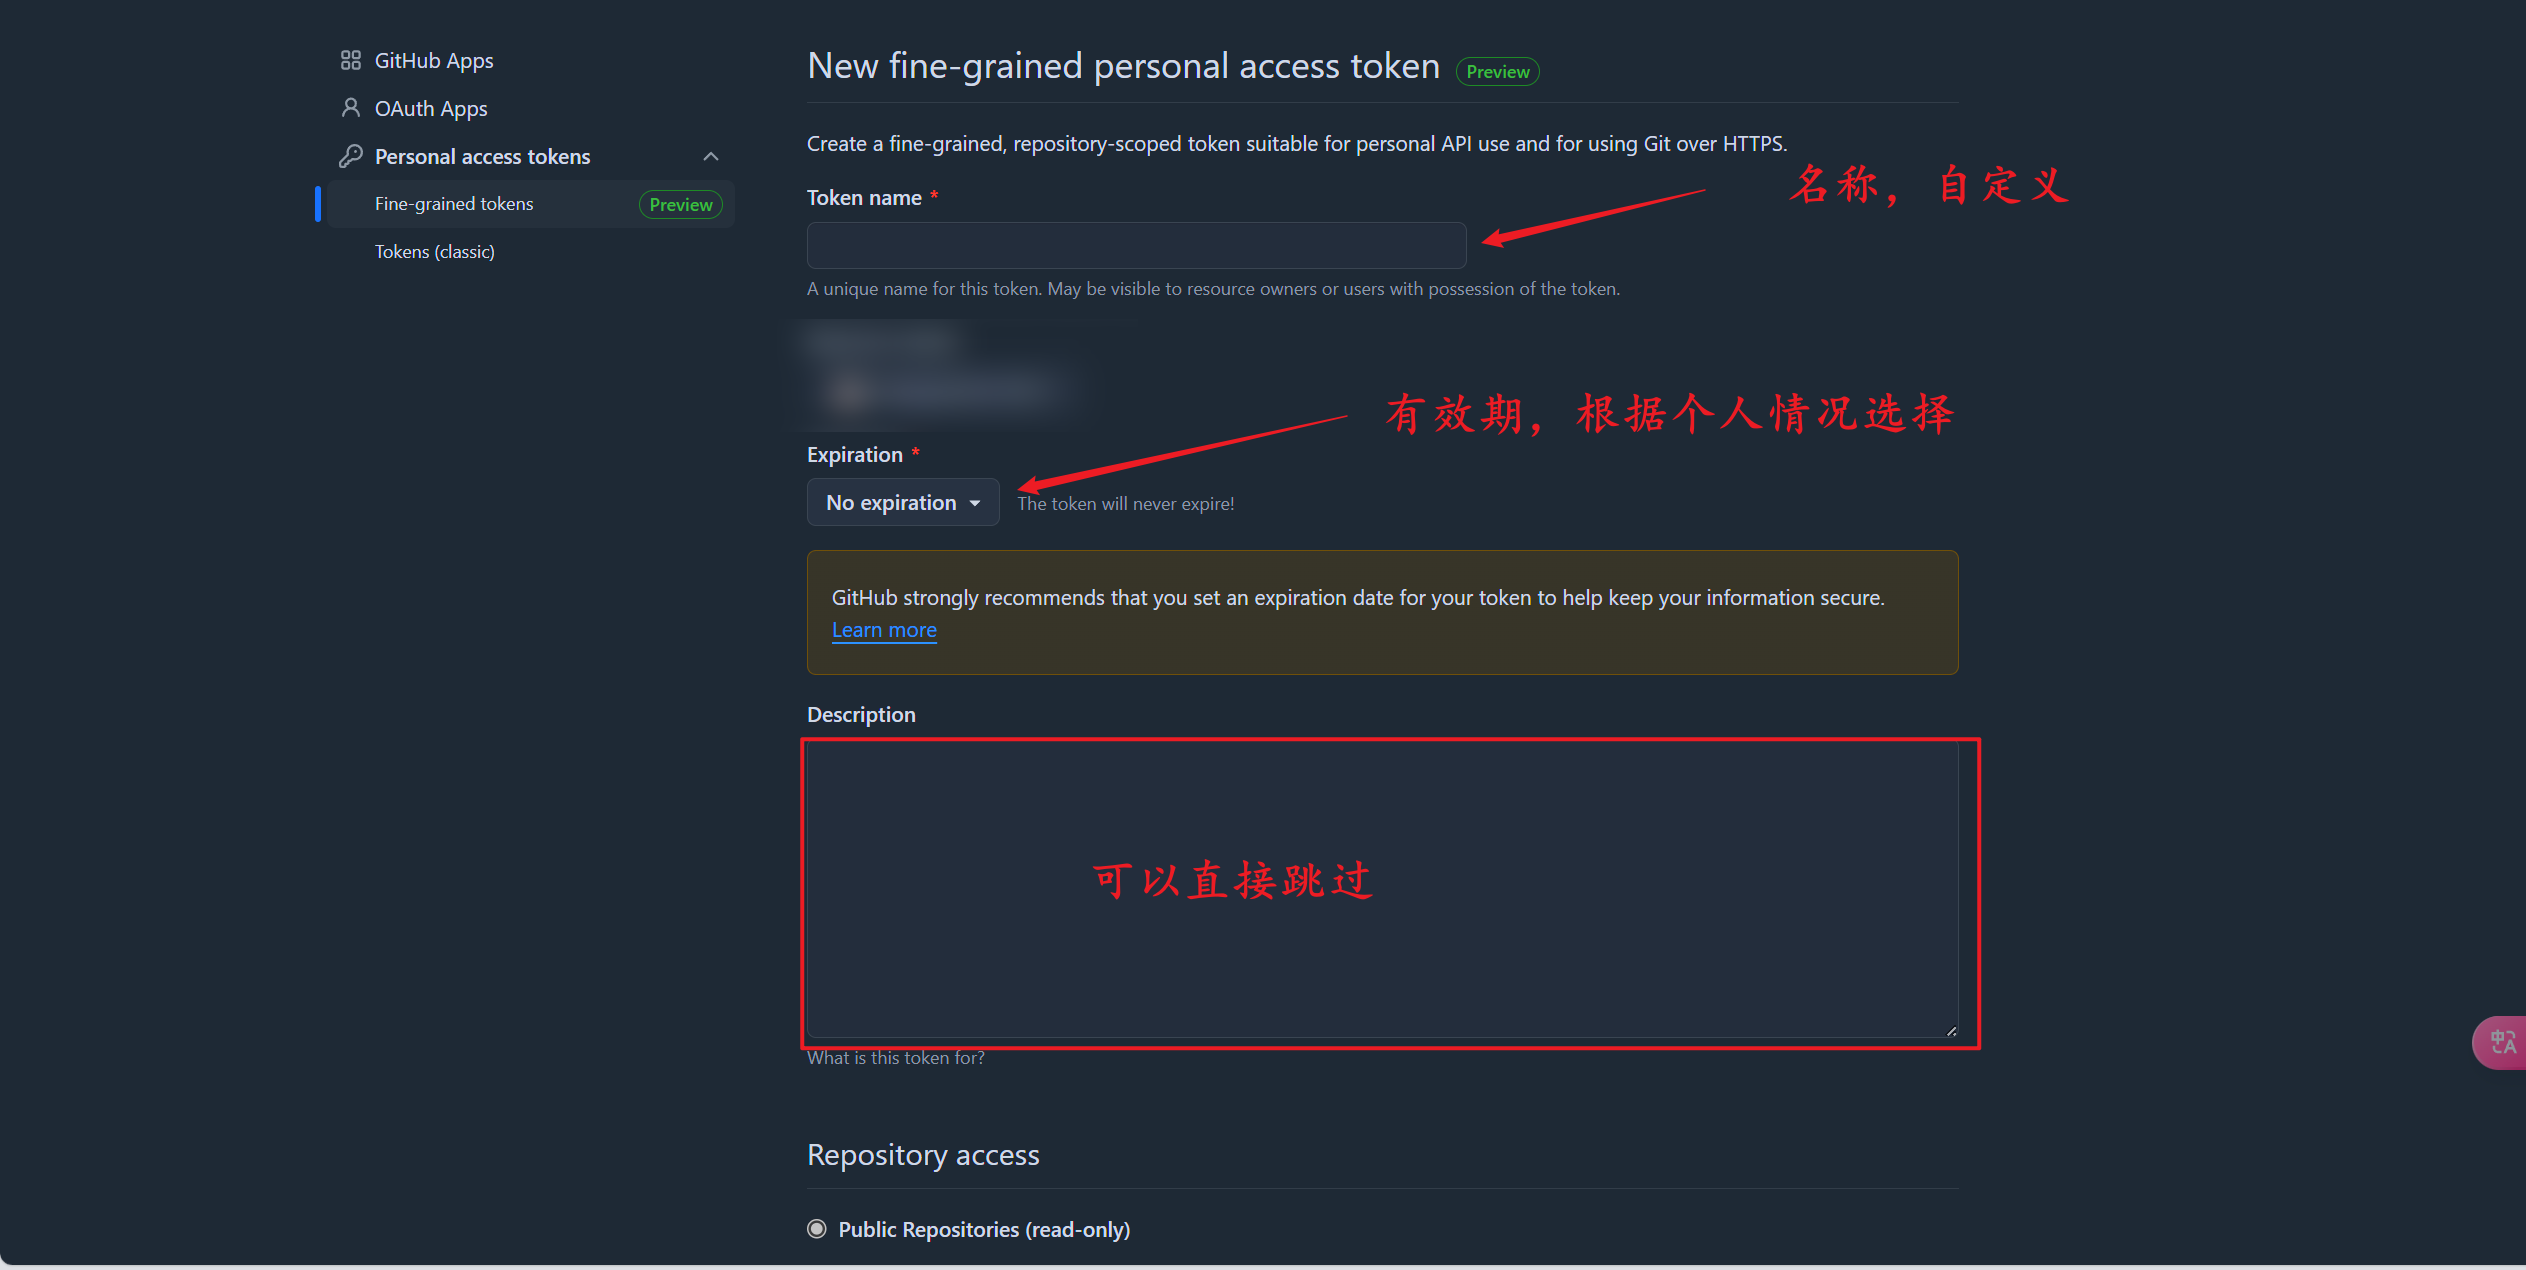 GitHub Apps
OAuth Apps
Personal access tokens
Fine-grained tokens Preview
Tokens (classic)
New fine-grained personal access token Preview
Create a fine-grained, repository-scoped token suitable for personal API use and for using Git over HTTPS.
Token name *
名称，自定义
A unique name for this token. May be visible to resource owners or users with possession of the token.
有效期，根据个人情况选择
Expiration *
No expiration The token will never expire!
GitHub strongly recommends that you set an expiration date for your token to help keep your information secure.
Learn more
Description
可以直接跳过
What is this token for?
Repository access
Public Repositories (read-only)